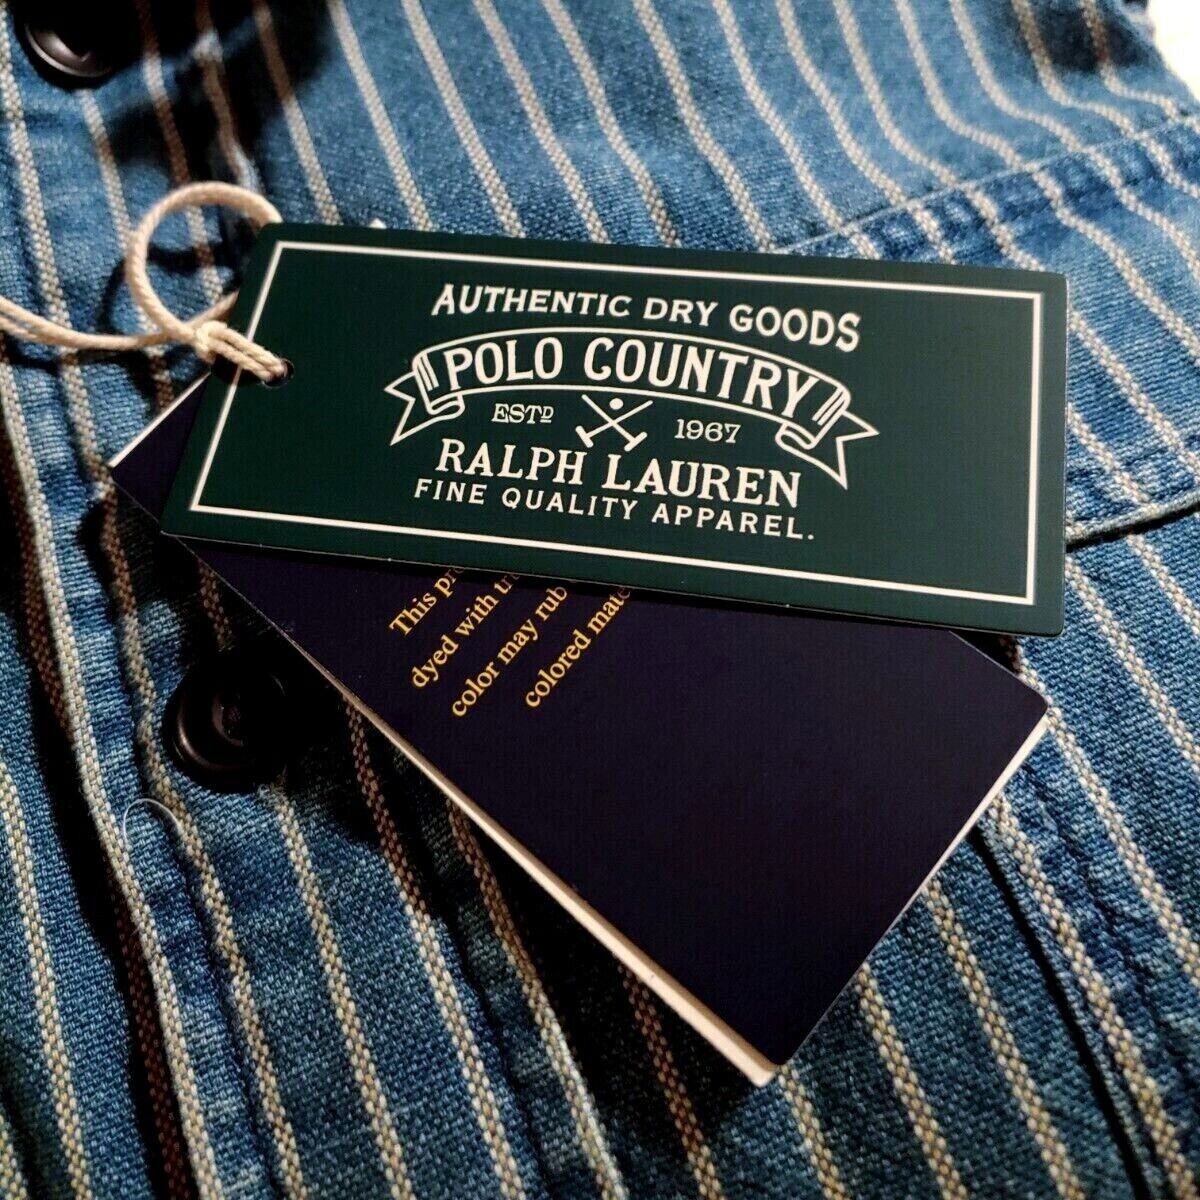 AUTHENTIC DRY GOODS
POLO COUNTRY
ESTD 1967
RALPH LAUREN
FINE QUALITY APPAREL.
This
dyed with
color may rub
colored